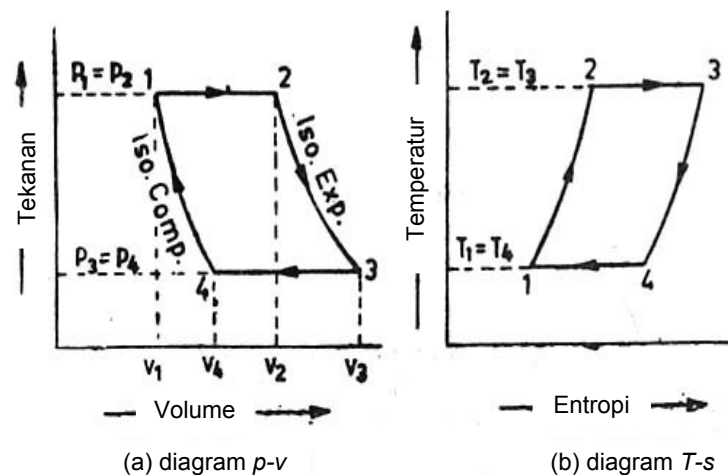 P₁ = P₂
1
2
Iso. Comp.
Iso. Exp.
P₃ = P₄
4
3
V₁
V₄
V₂
V₃
Tekanan
Volume
(a) diagram p-v
T₂ = T₃
2
3
T₁ = T₄
1
4
Temperatur
Entropi
(b) diagram T-s